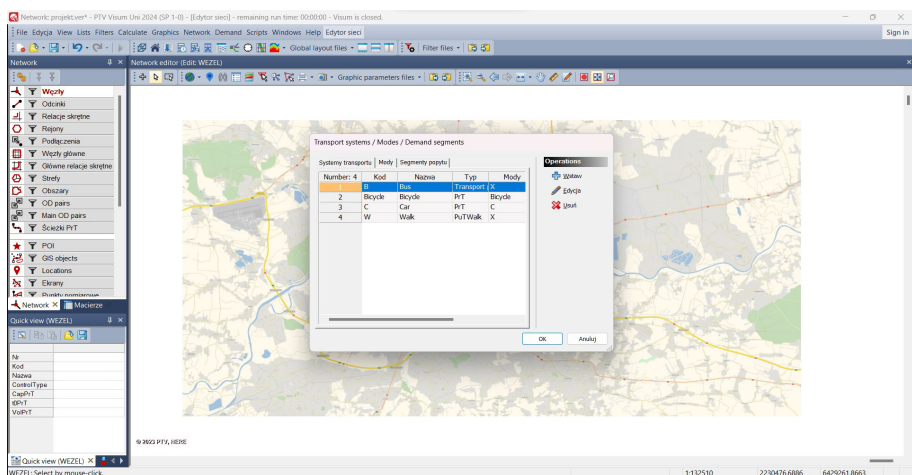 Network: projekt.ver* - PTV Visum Uni 2024 (SP 1-0) - [Edytor sieci] - remaining run time: 00:00:00 - Visum is closed.
File Edycja View Lists Filters Calculate Graphics Network Demand Scripts Windows Help Edytor sieci Sign in
Global layout files Filter files
Network
Network editor (Edit: WEZEL)
Graphic parameters files
Węzły
Odcinki
Relacje skrętne
Rejony
Podłączenia
Węzły główne
Główne relacje skrętne
Strefy
Obszary
OD pairs
Main OD pairs
Ścieżki PrT
POI
GIS objects
Locations
Ekrany
Punkty pomiarowe
Network Macierze
Quick view (WEZEL)
Nr
Kod
Nazwa
ControlType
CapPrT
t0PrT
VolPrT
Quick view (WEZEL)
Transport systems / Modes / Demand segments
Systemy transportu Mody Segmenty popytu
Number: 4 Kod Nazwa Typ Mody
1 B Bus Transport X
2 Bicycle Bicycle PrT Bicycle
3 C Car PrT C
4 W Walk PuTWalk X
Operations
Wstaw
Edycja
Usuń
OK Anuluj
© 2023 PTV, HERE
WEZEL: Select by mouse-click. 1:132510 2230476.6886 6429261.8663